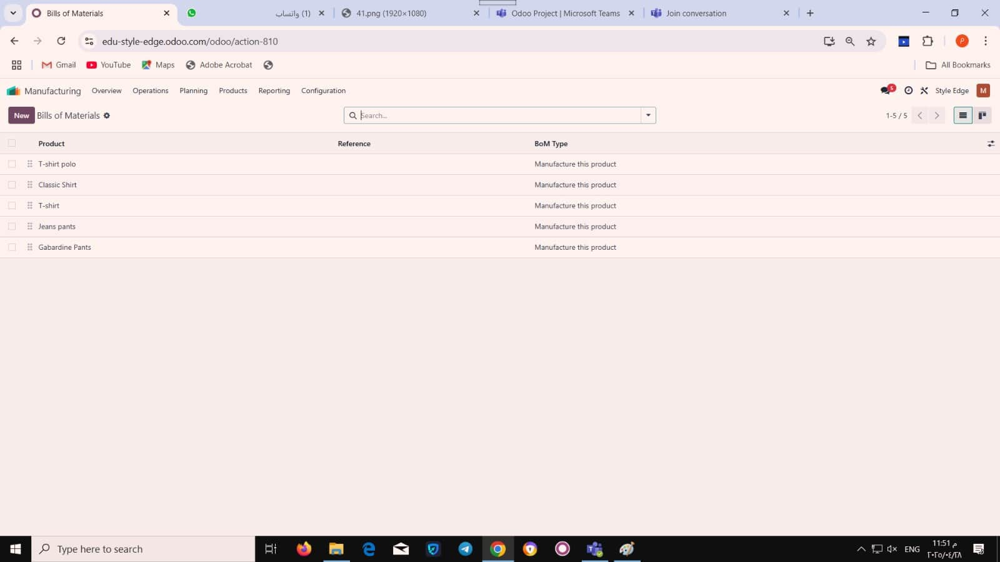 Bills of Materials
(1) واتساب
41.png (1920×1080)
Odoo Project | Microsoft Teams
Join conversation
edu-style-edge.odoo.com/odoo/action-810
P
Gmail
YouTube
Maps
Adobe Acrobat
All Bookmarks
Manufacturing
Overview
Operations
Planning
Products
Reporting
Configuration
5
Style Edge
M
New
Bills of Materials
Search...
1-5 / 5
Product Reference BoM Type
T-shirt polo Manufacture this product
Classic Shirt Manufacture this product
T-shirt Manufacture this product
Jeans pants Manufacture this product
Gabardine Pants Manufacture this product
Type here to search
ENG
11:51 م
٢٠٢٥/٠٤/٢٨